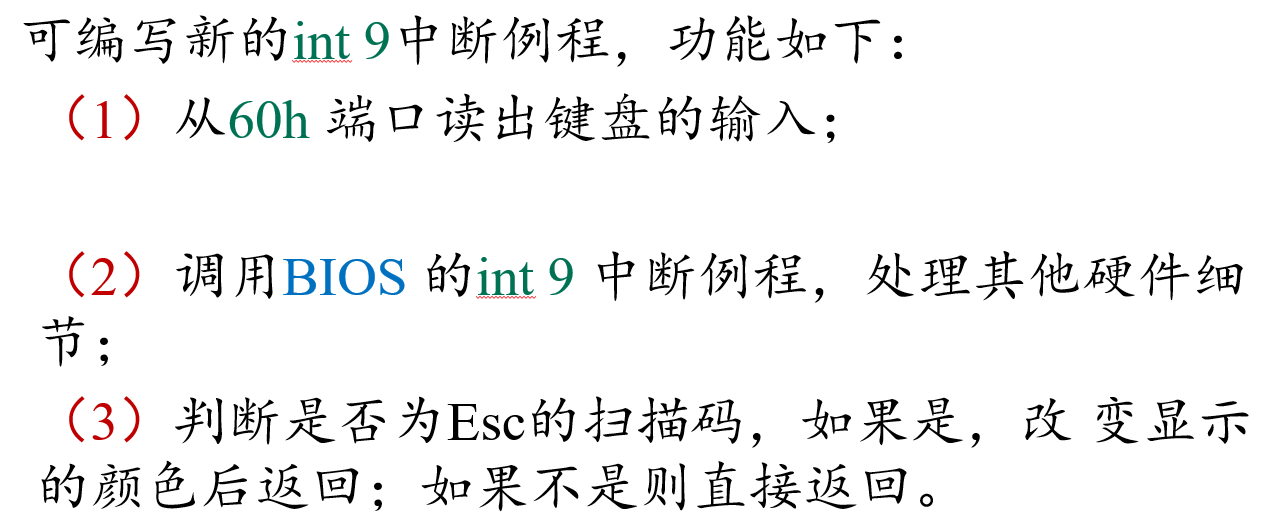 可编写新的int 9中断例程，功能如下：
（1）从60h 端口读出键盘的输入；
（2）调用BIOS 的int 9 中断例程，处理其他硬件细
节；
（3）判断是否为Esc的扫描码，如果是，改 变显示
的颜色后返回；如果不是则直接返回。